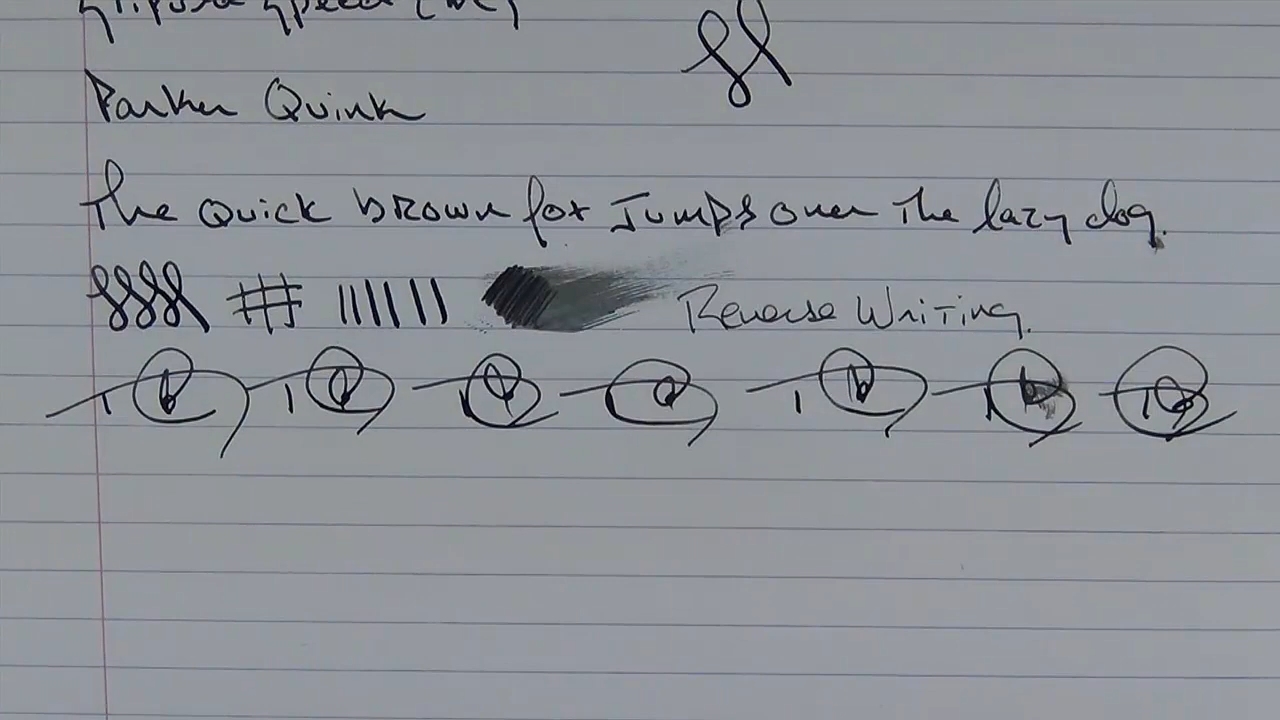 Parker Quink
The Quick brown fox Jumps over The lazy dog.
Reverse Writing.